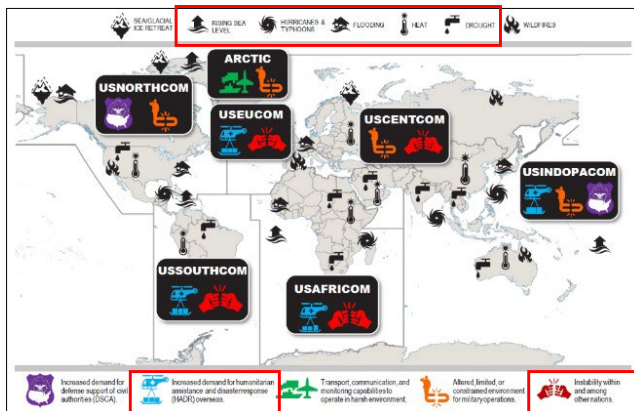 SEA/GLACIAL
ICE RETREAT
RISING SEA
LEVEL
HURRICANES &
TYPHOONS
FLOODING
HEAT
DROUGHT
WILDFIRES
ARCTIC
USNORTHCOM
USEUCOM
USCENTCOM
USINDOPACOM
USSOUTHCOM
USAFRICOM
Increased demand for
defense support of civil
authorities (DSCA).
Increased demand for humanitarian
assistance and disaster response
(HADR) overseas.
Transport, communication, and
monitoring capabilities to
operate in harsh environment.
Altered, limited, or
constrained environment
for military operations.
Instability within
and among
other nations.